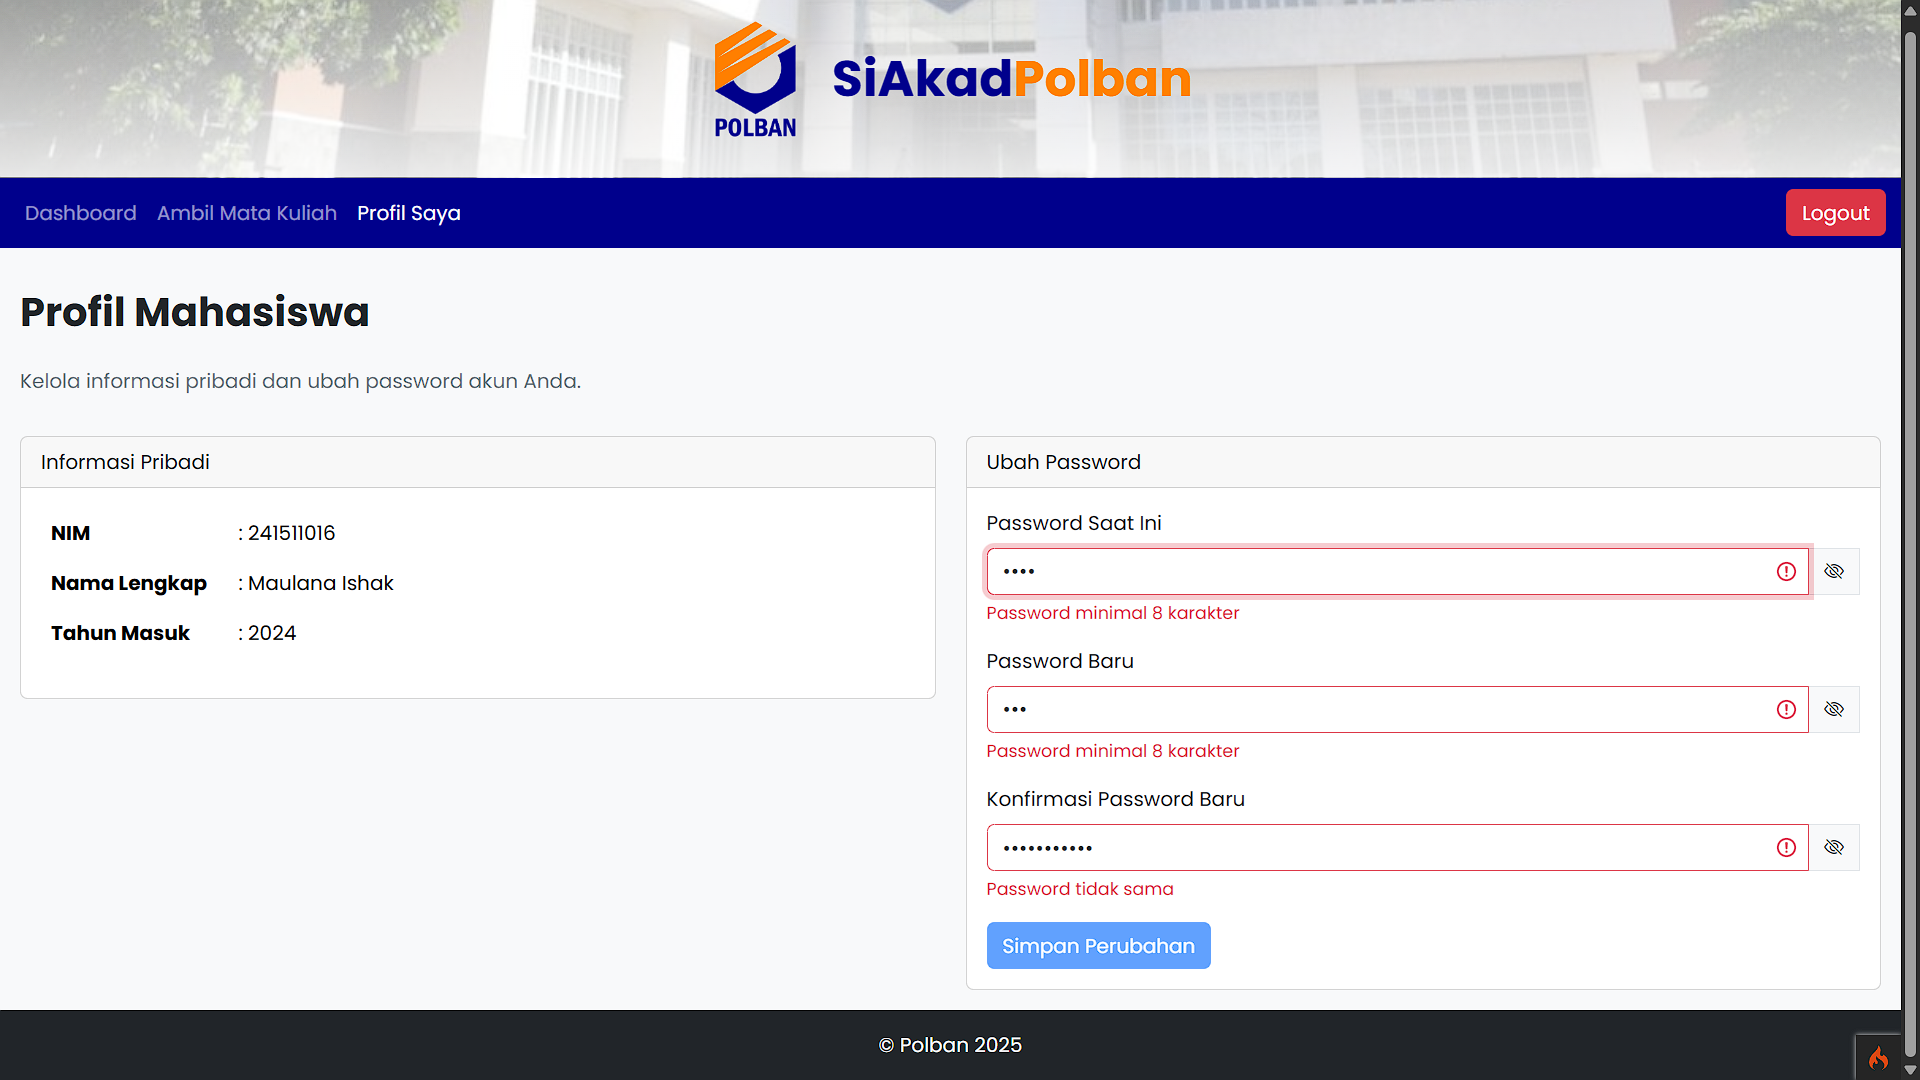 POLBAN
SiAkadPolban
Dashboard Ambil Mata Kuliah Profil Saya Logout
Profil Mahasiswa
Kelola informasi pribadi dan ubah password akun Anda.
Informasi Pribadi
NIM : 241511016
Nama Lengkap : Maulana Ishak
Tahun Masuk : 2024
Ubah Password
Password Saat Ini
••••
Password minimal 8 karakter
Password Baru
•••
Password minimal 8 karakter
Konfirmasi Password Baru
•••••••••••
Password tidak sama
Simpan Perubahan
© Polban 2025